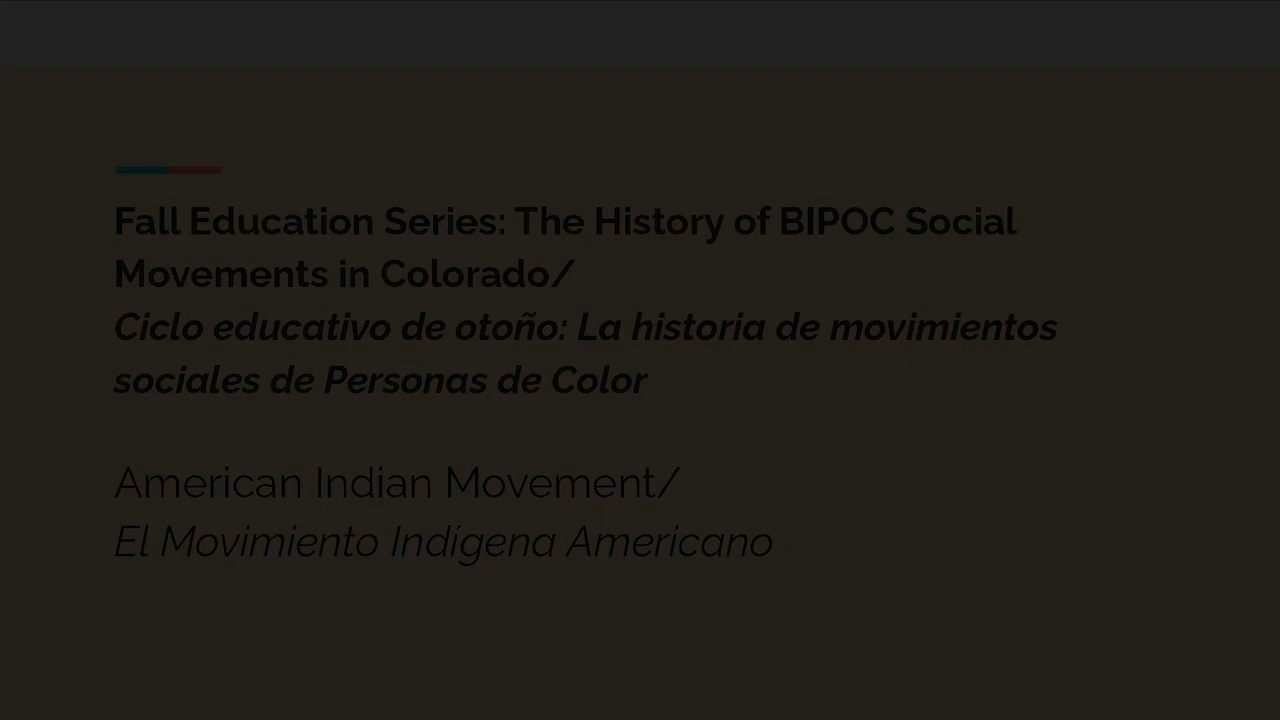 Fall Education Series: The History of BIPOC Social
Movements in Colorado/
Ciclo educativo de otoño: La historia de movimientos
sociales de Personas de Color
American Indian Movement/
El Movimiento Indígena Americano